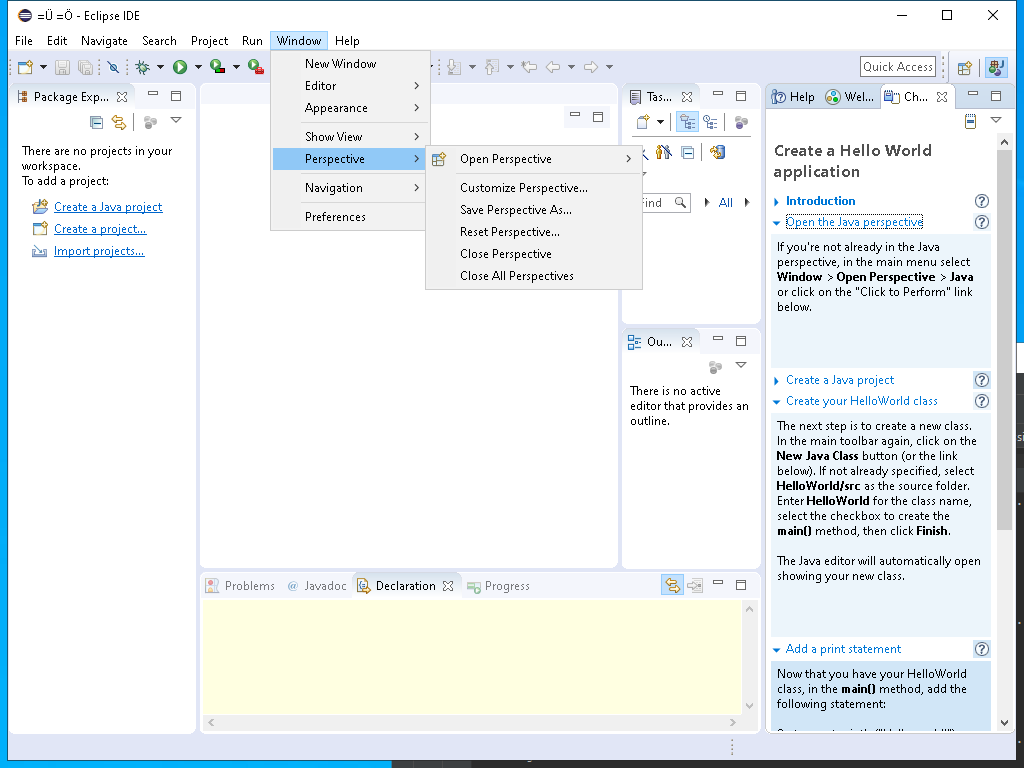 =Ü =Ö - Eclipse IDE
File Edit Navigate Search Project Run Window Help
Quick Access
New Window
Editor
Appearance
Show View
Perspective
Navigation
Preferences
Open Perspective
Customize Perspective...
Save Perspective As...
Reset Perspective...
Close Perspective
Close All Perspectives
Package Exp...
There are no projects in your
workspace.
To add a project:
Create a Java project
Create a project...
Import projects...
Tas...
All
Ou...
There is no active
editor that provides an
outline.
Problems @ Javadoc Declaration Progress
Help Wel... Ch...
Create a Hello World
application
Introduction
Open the Java perspective
If you're not already in the Java
perspective, in the main menu select
Window > Open Perspective > Java
or click on the "Click to Perform" link
below.
Create a Java project
Create your HelloWorld class
The next step is to create a new class.
In the main toolbar again, click on the
New Java Class button (or the link
below). If not already specified, select
HelloWorld/src as the source folder.
Enter HelloWorld for the class name,
select the checkbox to create the
main() method, then click Finish.
The Java editor will automatically open
showing your new class.
Add a print statement
Now that you have your HelloWorld
class, in the main() method, add the
following statement: